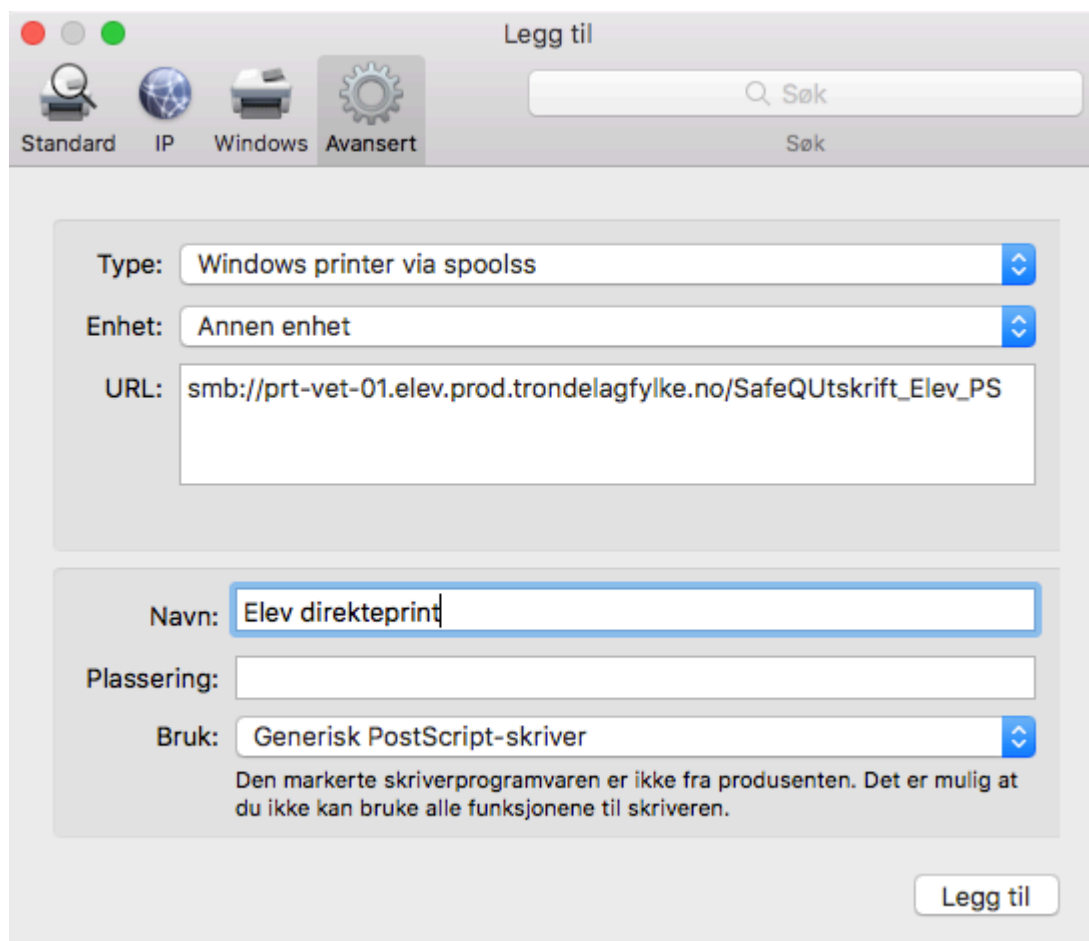 Legg til
Standard IP Windows Avansert
Søk
Søk
Type: Windows printer via spoolss
Enhet: Annen enhet
URL: smb://prt-vet-01.elev.prod.trondelagfylke.no/SafeQUtskrift_Elev_PS
Navn: Elev direkteprint
Plassering:
Bruk: Generisk PostScript-skriver
Den markerte skriverprogramvaren er ikke fra produsenten. Det er mulig at
du ikke kan bruke alle funksjonene til skriveren.
Legg til